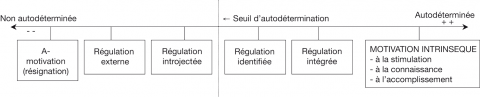 Non autodéterminée
← Seuil d'autodétermination
Autodéterminée
- -
+ +
A-
motivation
(résignation)
Régulation
externe
Régulation
introjectée
Régulation
identifiée
Régulation
intégrée
MOTIVATION INTRINSEQUE
- à la stimulation
- à la connaissance
- à l'accomplissement